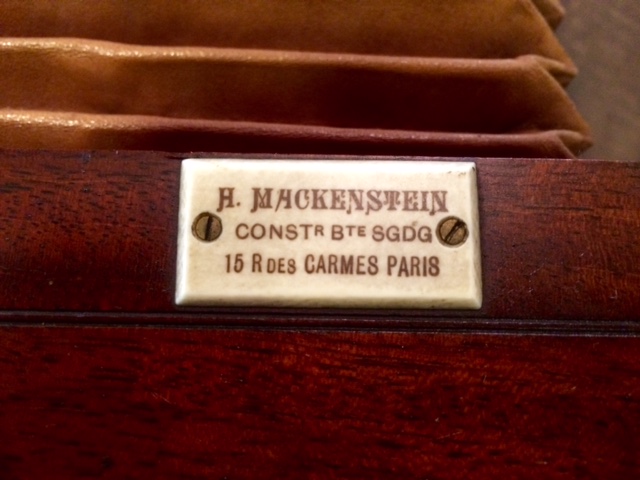 H. MACKENSTEIN
CONSTR BTE SGDG
15 R DES CARMES PARIS